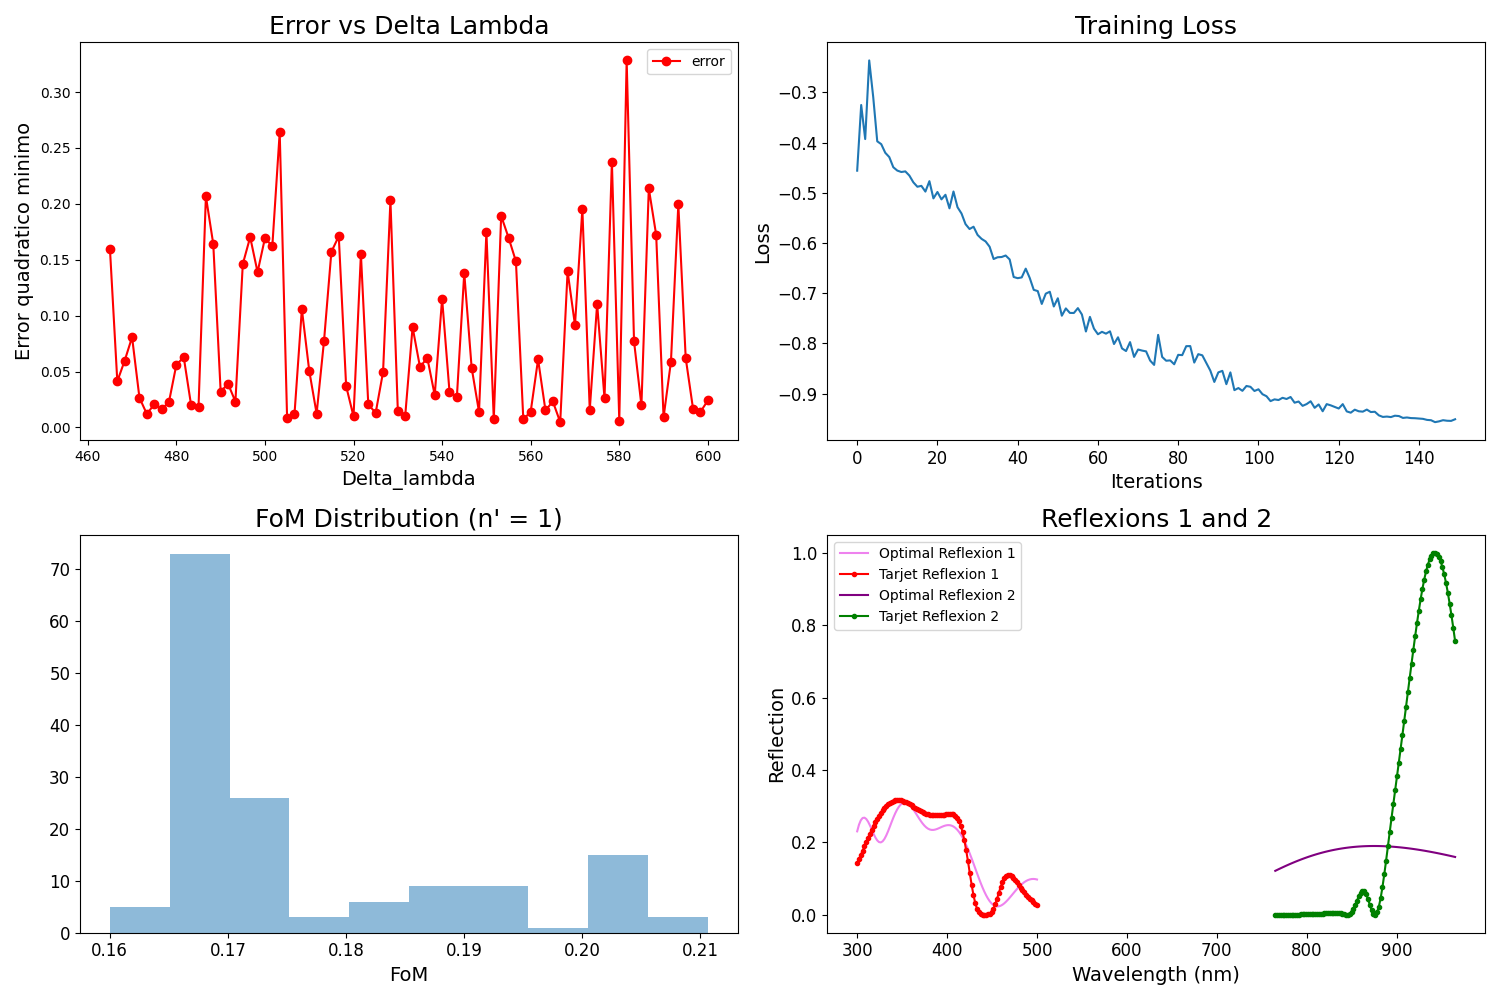 Error vs Delta Lambda
error
Error quadratico minimo
0.30
0.25
0.20
0.15
0.10
0.05
0.00
460 480 500 520 540 560 580 600
Delta_lambda
Training Loss
Loss
−0.3
−0.4
−0.5
−0.6
−0.7
−0.8
−0.9
0 20 40 60 80 100 120 140
Iterations
FoM Distribution (n' = 1)
70
60
50
40
30
20
10
0
0.16 0.17 0.18 0.19 0.20 0.21
FoM
Reflexions 1 and 2
Optimal Reflexion 1
Tarjet Reflexion 1
Optimal Reflexion 2
Tarjet Reflexion 2
Reflection
1.0
0.8
0.6
0.4
0.2
0.0
300 400 500 600 700 800 900
Wavelength (nm)